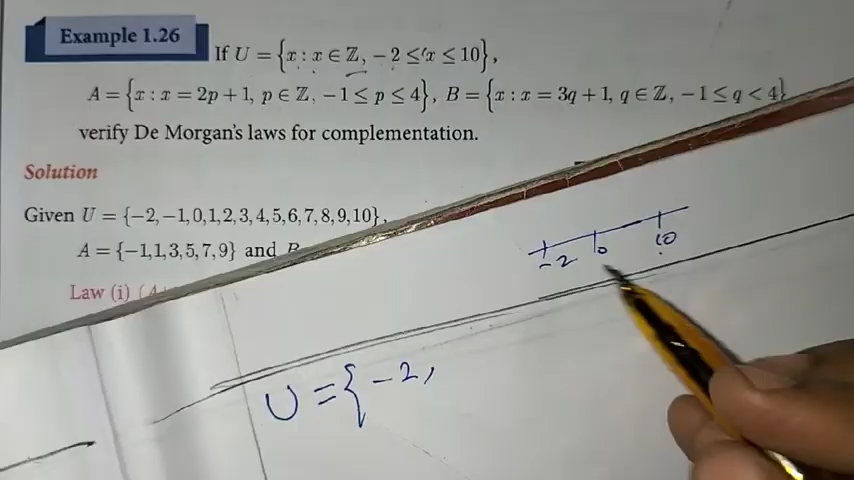 Example 1.26
If U = {x : x ∈ ℤ, −2 ≤ x ≤ 10},
A = {x : x = 2p + 1, p ∈ ℤ, −1 ≤ p ≤ 4}, B = {x : x = 3q + 1, q ∈ ℤ, −1 ≤ q < 4}
verify De Morgan's laws for complementation.
Solution
Given U = {−2, −1, 0, 1, 2, 3, 4, 5, 6, 7, 8, 9, 10},
A = {−1, 1, 3, 5, 7, 9} and B
Law (i) (A
-2 0 10
U = { -2,